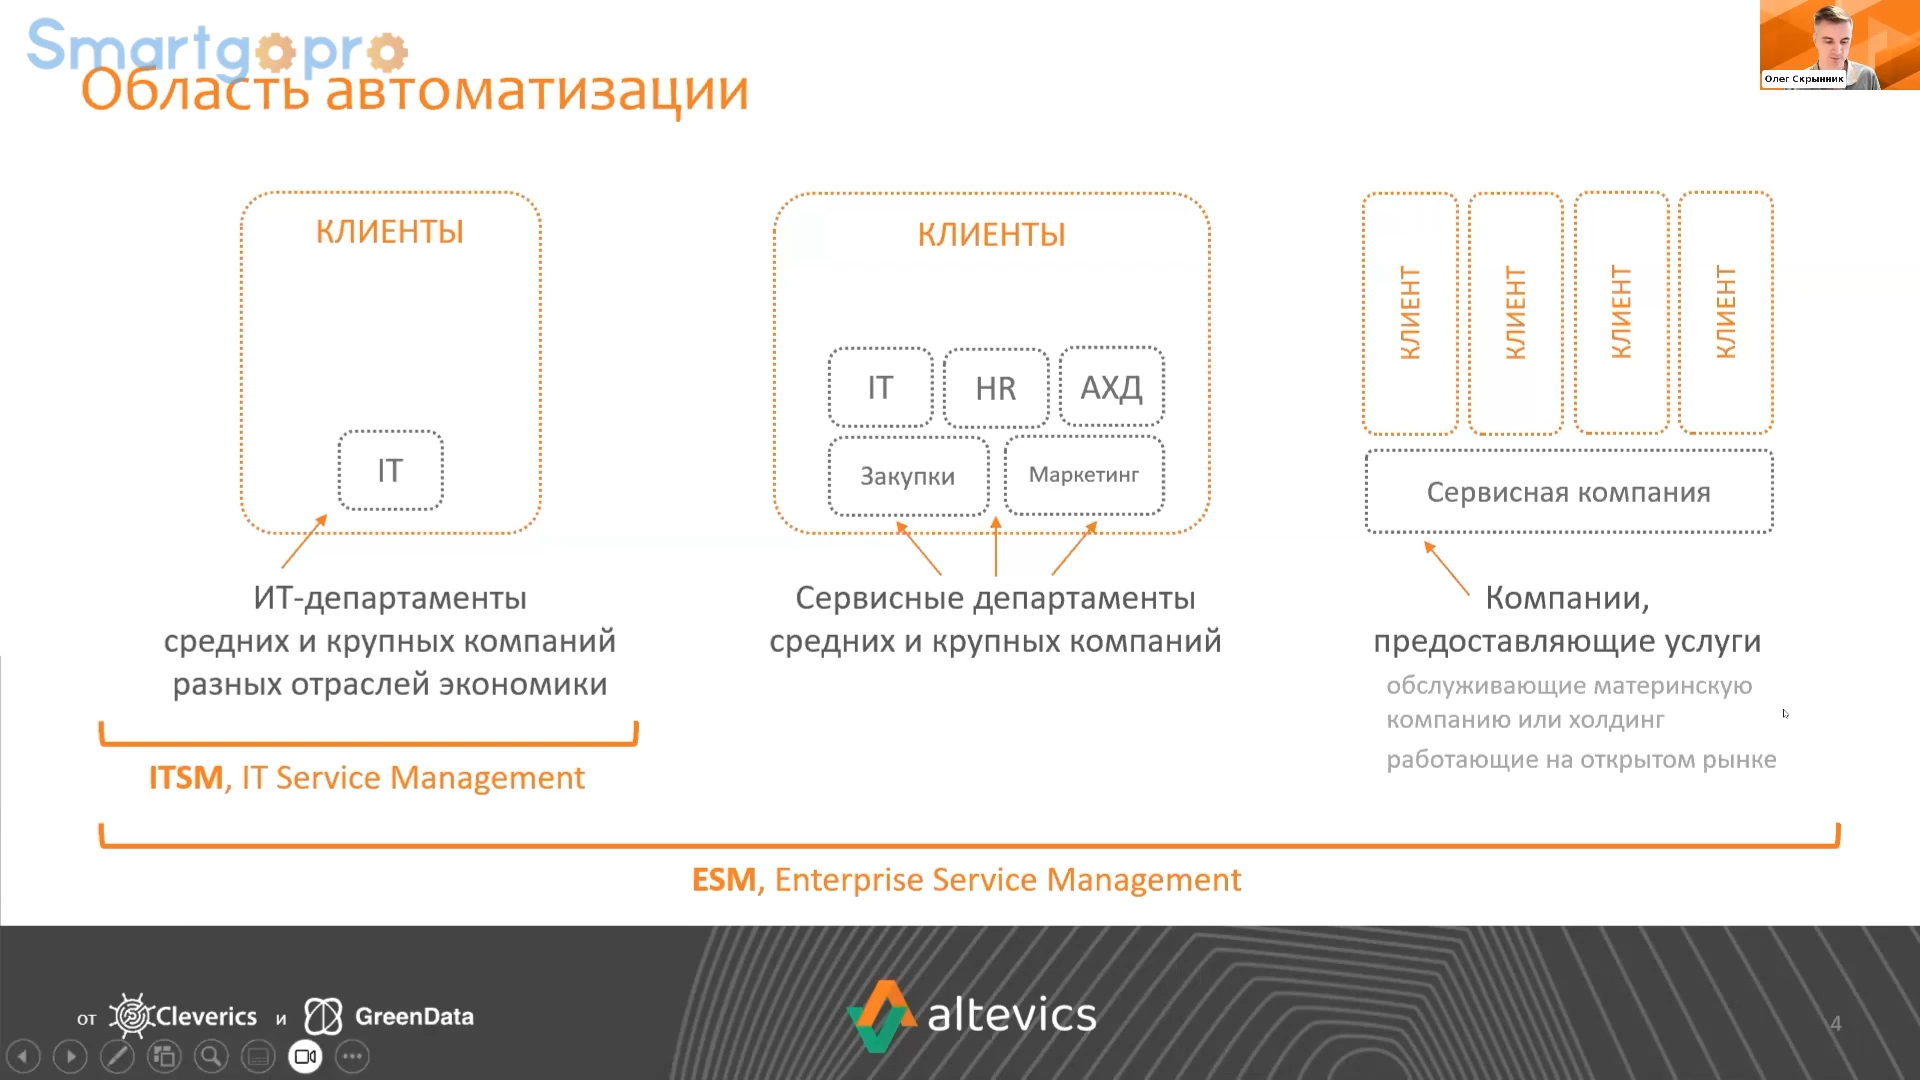 Smartgopro
Область автоматизации
Олег Скрынник
КЛИЕНТЫ
IT
ИТ-департаменты
средних и крупных компаний
разных отраслей экономики
ITSM, IT Service Management
КЛИЕНТЫ
IT
HR
АХД
Закупки
Маркетинг
Сервисные департаменты
средних и крупных компаний
КЛИЕНТ
КЛИЕНТ
КЛИЕНТ
КЛИЕНТ
Сервисная компания
Компании,
предоставляющие услуги
обслуживающие материнскую
компанию или холдинг
работающие на открытом рынке
ESM, Enterprise Service Management
от Cleverics и GreenData
altevics
4